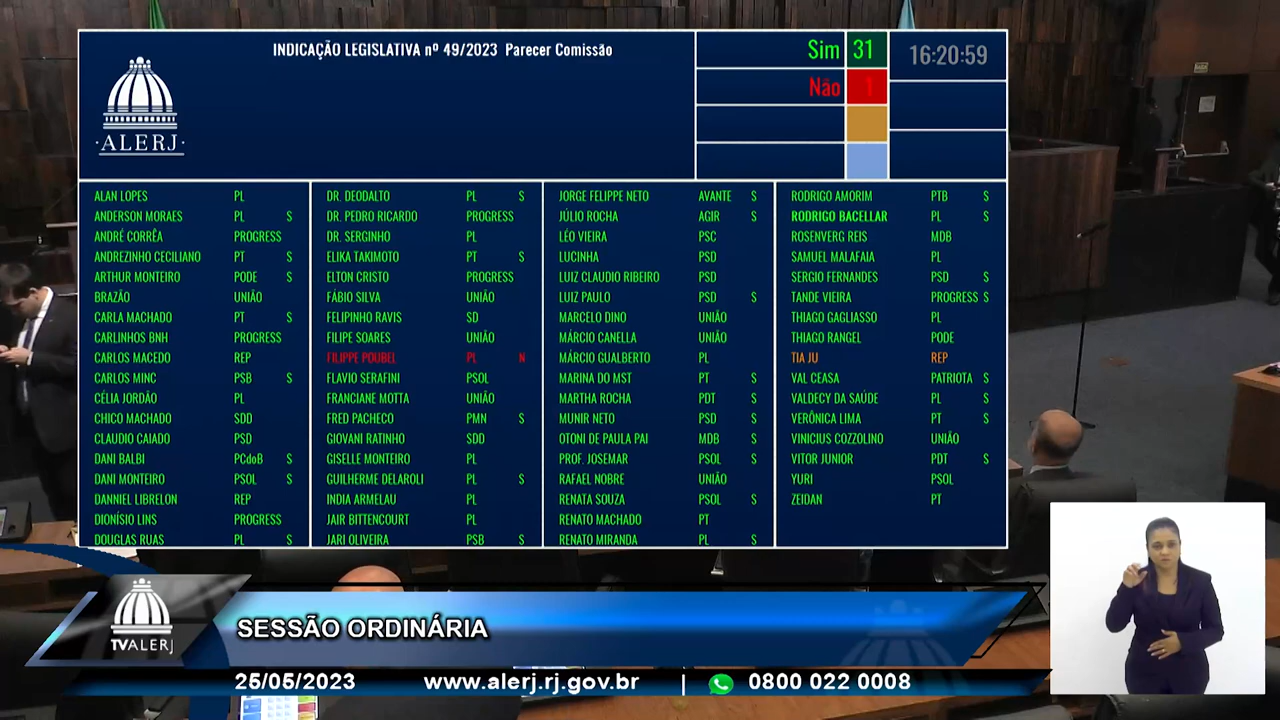 INDICAÇÃO LEGISLATIVA nº 49/2023 Parecer Comissão
Sim 31
Não 1
16:20:59
·ALERJ·
ALAN LOPES PL
ANDERSON MORAES PL S
ANDRÉ CORRÊA PROGRESS
ANDREZINHO CECILIANO PT S
ARTHUR MONTEIRO PODE S
BRAZÃO UNIÃO
CARLA MACHADO PT S
CARLINHOS BNH PROGRESS
CARLOS MACEDO REP
CARLOS MINC PSB S
CÉLIA JORDÃO PL
CHICO MACHADO SDD
CLAUDIO CAIADO PSD
DANI BALBI PCdoB S
DANI MONTEIRO PSOL S
DANNIEL LIBRELON REP
DIONÍSIO LINS PROGRESS
DOUGLAS RUAS PL S
DR. DEODALTO PL S
DR. PEDRO RICARDO PROGRESS
DR. SERGINHO PL
ELIKA TAKIMOTO PT S
ELTON CRISTO PROGRESS
FÁBIO SILVA UNIÃO
FELIPINHO RAVIS SD
FILIPE SOARES UNIÃO
FILIPPE POUBEL PL N
FLAVIO SERAFINI PSOL
FRANCIANE MOTTA UNIÃO
FRED PACHECO PMN S
GIOVANI RATINHO SDD
GISELLE MONTEIRO PL
GUILHERME DELAROLI PL S
INDIA ARMELAU PL
JAIR BITTENCOURT PL
JARI OLIVEIRA PSB S
JORGE FELIPPE NETO AVANTE S
JÚLIO ROCHA AGIR S
LÉO VIEIRA PSC
LUCINHA PSD
LUIZ CLAUDIO RIBEIRO PSD
LUIZ PAULO PSD S
MARCELO DINO UNIÃO
MÁRCIO CANELLA UNIÃO
MÁRCIO GUALBERTO PL
MARINA DO MST PT S
MARTHA ROCHA PDT S
MUNIR NETO PSD S
OTONI DE PAULA PAI MDB S
PROF. JOSEMAR PSOL S
RAFAEL NOBRE UNIÃO
RENATA SOUZA PSOL S
RENATO MACHADO PT
RENATO MIRANDA PL S
RODRIGO AMORIM PTB S
RODRIGO BACELLAR PL S
ROSENVERG REIS MDB
SAMUEL MALAFAIA PL
SERGIO FERNANDES PSD S
TANDE VIEIRA PROGRESS S
THIAGO GAGLIASSO PL
THIAGO RANGEL PODE
TIA JU REP
VAL CEASA PATRIOTA S
VALDECY DA SAÚDE PL S
VERÔNICA LIMA PT S
VINICIUS COZZOLINO UNIÃO
VITOR JUNIOR PDT S
YURI PSOL
ZEIDAN PT
TVALERJ
SESSÃO ORDINÁRIA
25/05/2023 www.alerj.rj.gov.br | 0800 022 0008